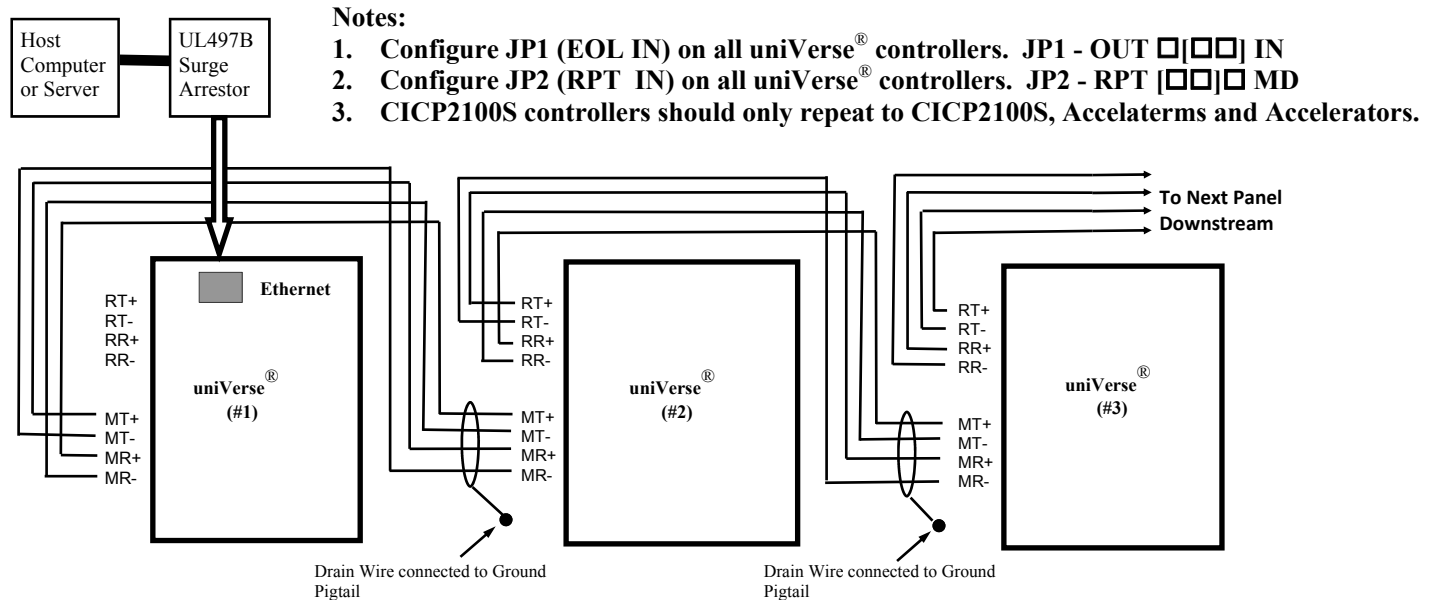 Host
Computer
or Server
UL497B
Surge
Arrestor
Notes:
1. Configure JP1 (EOL IN) on all uniVerse® controllers. JP1 - OUT □[□□] IN
2. Configure JP2 (RPT IN) on all uniVerse® controllers. JP2 - RPT [□□]□ MD
3. CICP2100S controllers should only repeat to CICP2100S, Accelaterms and Accelerators.
To Next Panel
Downstream
Ethernet
RT+
RT-
RR+
RR-
uniVerse®
(#1)
MT+
MT-
MR+
MR-
RT+
RT-
RR+
RR-
uniVerse®
(#2)
MT+
MT-
MR+
MR-
RT+
RT-
RR+
RR-
uniVerse®
(#3)
MT+
MT-
MR+
MR-
Drain Wire connected to Ground
Pigtail
Drain Wire connected to Ground
Pigtail